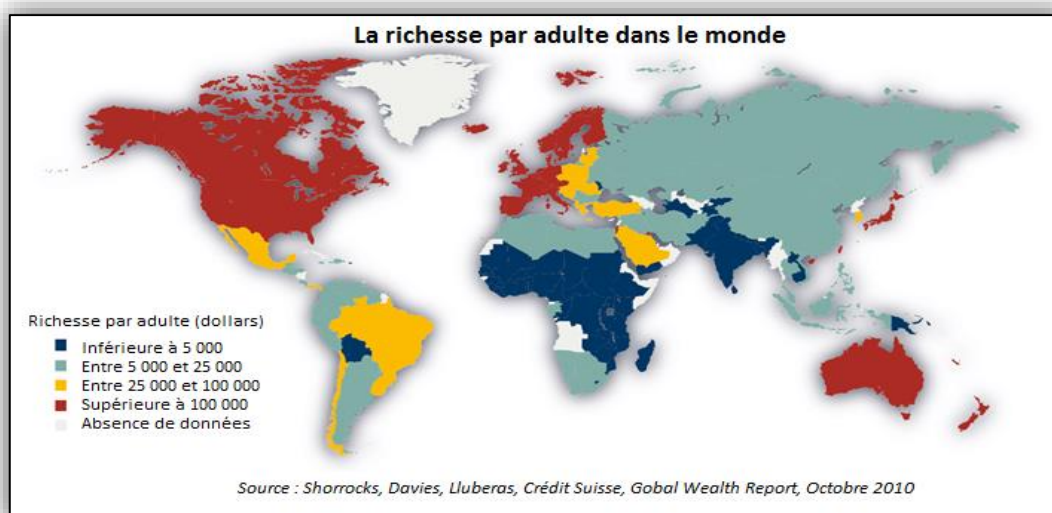 La richesse par adulte dans le monde
Richesse par adulte (dollars)
Inférieure à 5 000
Entre 5 000 et 25 000
Entre 25 000 et 100 000
Supérieure à 100 000
Absence de données
Source : Shorrocks, Davies, Lluberas, Crédit Suisse, Gobal Wealth Report, Octobre 2010